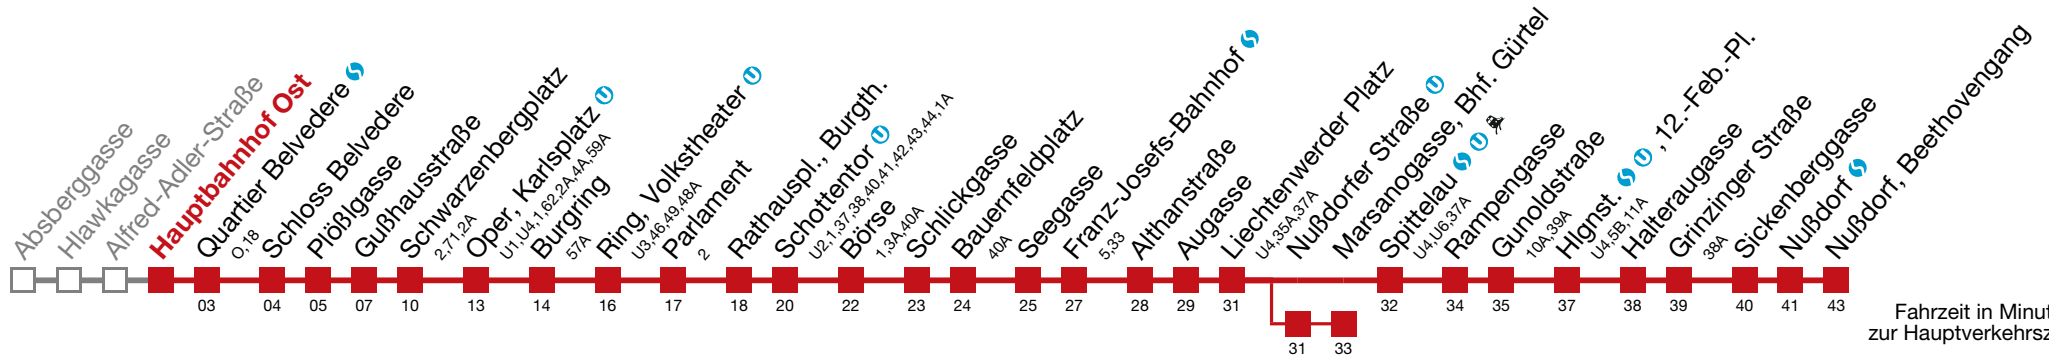 Absberggasse
Hlawkagasse
Alfred-Adler-Straße
Hauptbahnhof Ost
Quartier Belvedere
O, 18
Schloss Belvedere
Plößlgasse
Gußhausstraße
Schwarzenbergplatz
2,71,2A
Oper, Karlsplatz U
U1,U4,1,62,2A,4A,59A
Burgring
57A
Ring, Volkstheater U
U3,46,49,48A
Parlament
2
Rathauspl., Burgth.
Schottentor U
U2,1,37,38,40,41,42,43,44,1A
Börse
1,3A,40A
Schlickgasse
Bauernfeldplatz
40A
Seegasse
Franz-Josefs-Bahnhof
5,33
Althanstraße
Augasse
Liechtenwerder Platz
U4,35A,37A
Nußdorfer Straße U
Marsanogasse, Bhf. Gürtel
Spittelau U
U4,U6,37A
Rampengasse
Gunoldstraße
10A,39A
Hlgnst. U , 12.-Feb.-Pl.
U4,5B,11A
Halteraugasse
Grinzinger Straße
38A
Sickenberggasse
Nußdorf
Nußdorf, Beethovengang
03 04 05 07 10 13 14 16 17 18 20 22 23 24 25 27 28 29 31 32 34 35 37 38 39 40 41 43
31 33
Fahrzeit in Minut
zur Hauptverkehrsz